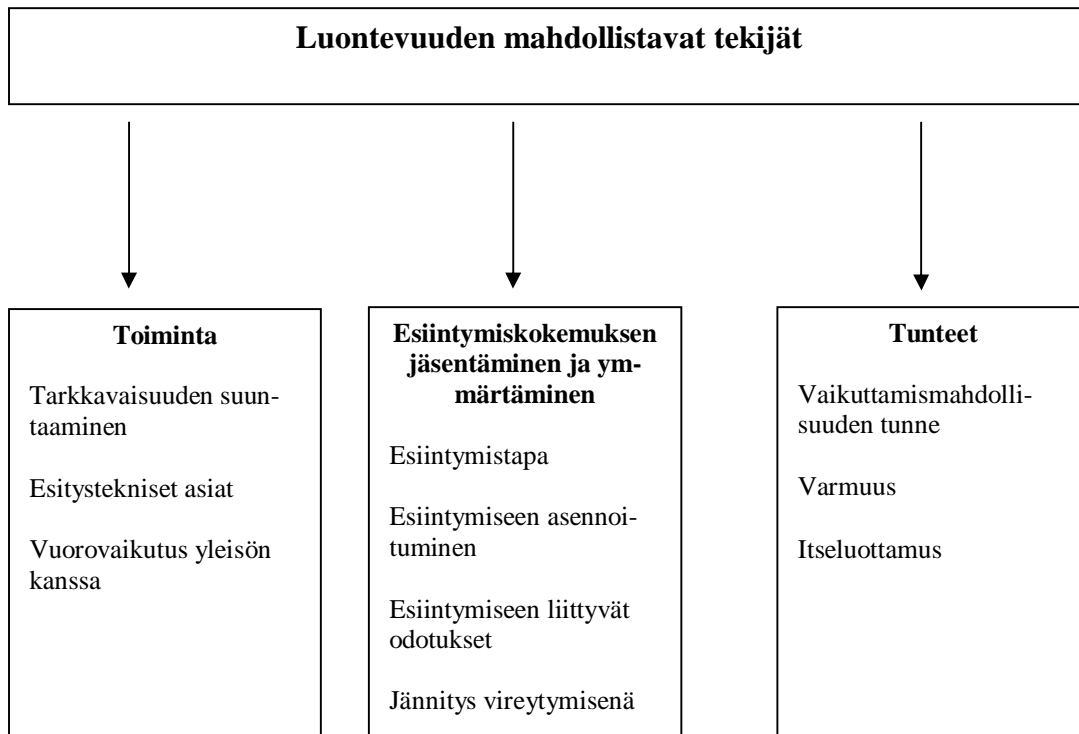 Luontevuuden mahdollistavat tekijät
Toiminta
Tarkkavaisuuden suun-
taaminen
Esitystekniset asiat
Vuorovaikutus yleisön
kanssa
Esiintymiskokemuksen
jäsentäminen ja ym-
märtäminen
Esiintymistapa
Esiintymiseen asennoi-
tuminen
Esiintymiseen liittyvät
odotukset
Jännitys vireytymisenä
Tunteet
Vaikuttamismahdolli-
suuden tunne
Varmuus
Itseluottamus